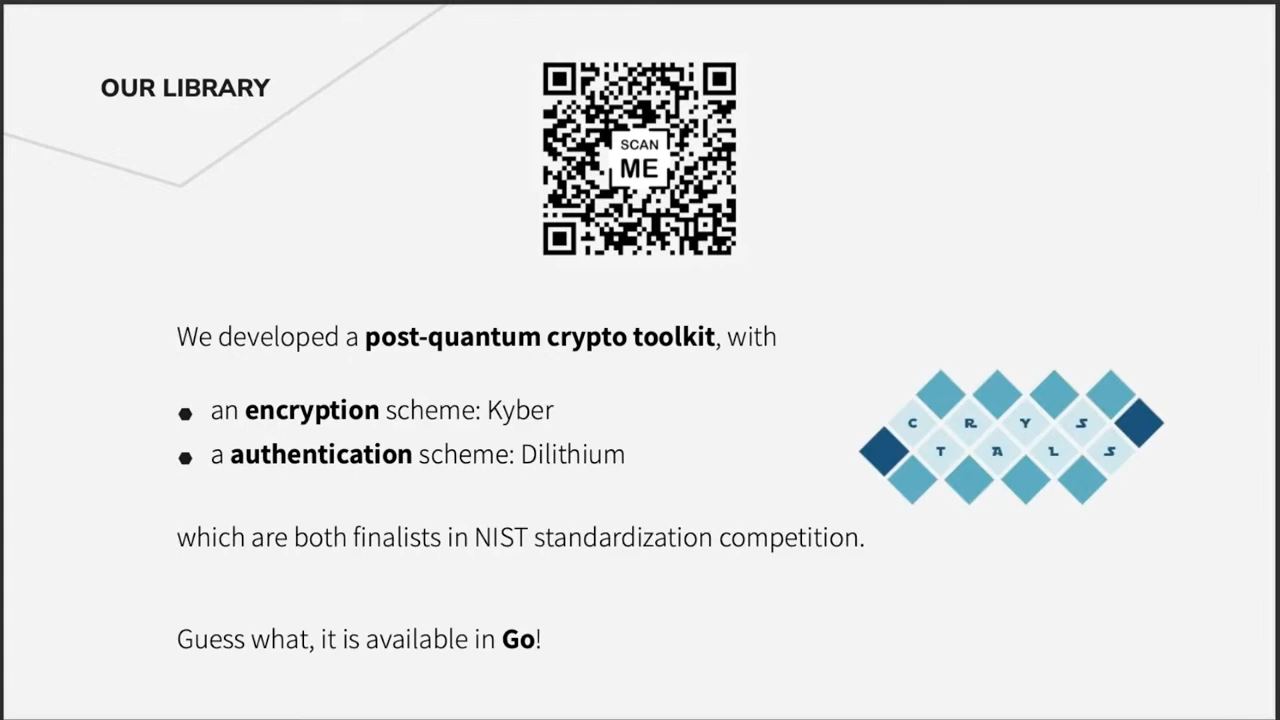 OUR LIBRARY
SCAN
ME
We developed a post-quantum crypto toolkit, with
an encryption scheme: Kyber
a authentication scheme: Dilithium
C R Y S
T A L S
which are both finalists in NIST standardization competition.
Guess what, it is available in Go!